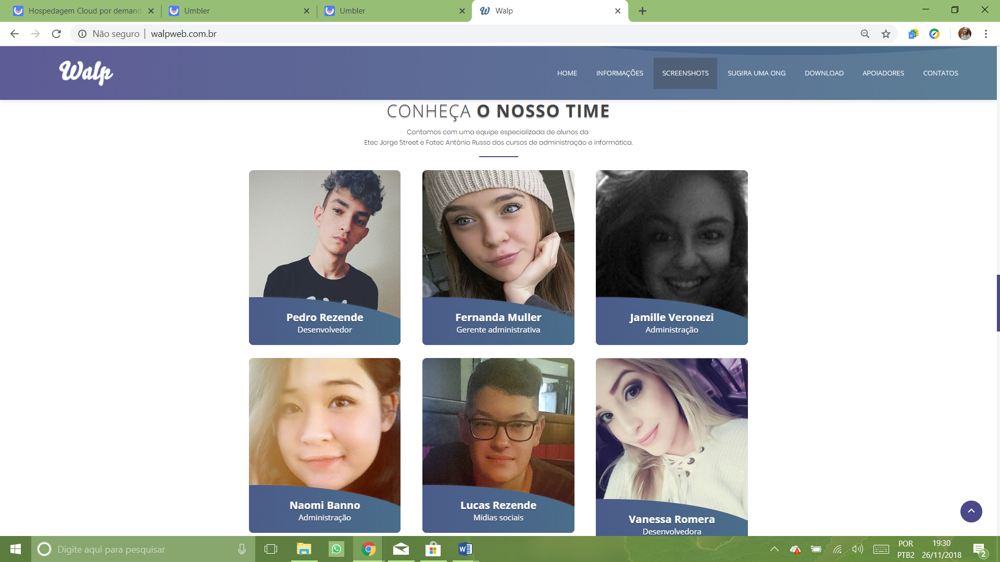 Hospedagem Cloud por demand
Umbler
Umbler
Walp
Não seguro
walpweb.com.br
Walp
HOME
INFORMAÇÕES
SCREENSHOTS
SUGIRA UMA ONG
DOWNLOAD
APOIADORES
CONTATOS
CONHEÇA O NOSSO TIME
Contamos com uma equipe especializada de alunos da
Etec Jorge Street e Fatec Antônio Russo dos cursos de administração e informática.
Pedro Rezende
Desenvolvedor
Fernanda Muller
Gerente administrativa
Jamille Veronezi
Administração
Naomi Banno
Administração
Lucas Rezende
Mídias sociais
Vanessa Romera
Desenvolvedora
Digite aqui para pesquisar
POR
PTB2
19:30
26/11/2018
2